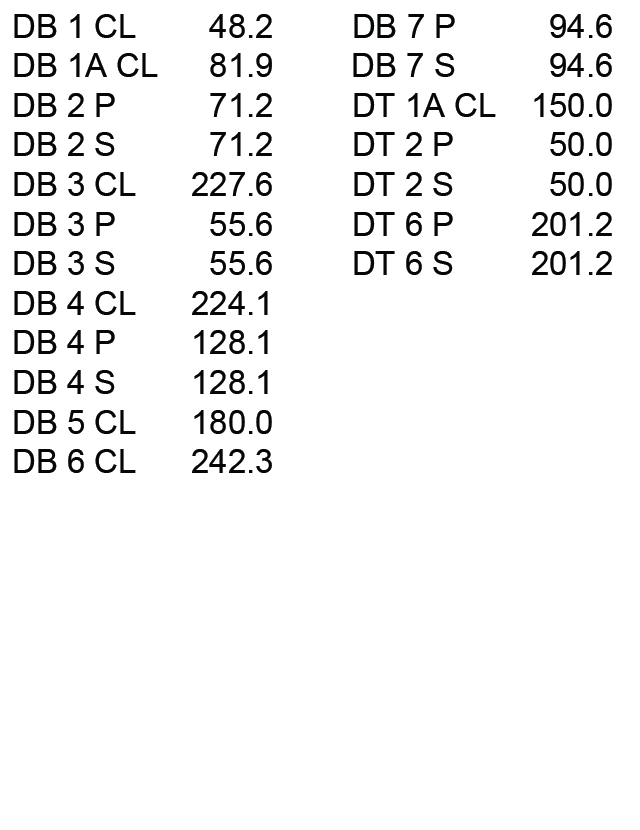 DB 1 CL 48.2
DB 1A CL 81.9
DB 2 P 71.2
DB 2 S 71.2
DB 3 CL 227.6
DB 3 P 55.6
DB 3 S 55.6
DB 4 CL 224.1
DB 4 P 128.1
DB 4 S 128.1
DB 5 CL 180.0
DB 6 CL 242.3
DB 7 P 94.6
DB 7 S 94.6
DT 1A CL 150.0
DT 2 P 50.0
DT 2 S 50.0
DT 6 P 201.2
DT 6 S 201.2